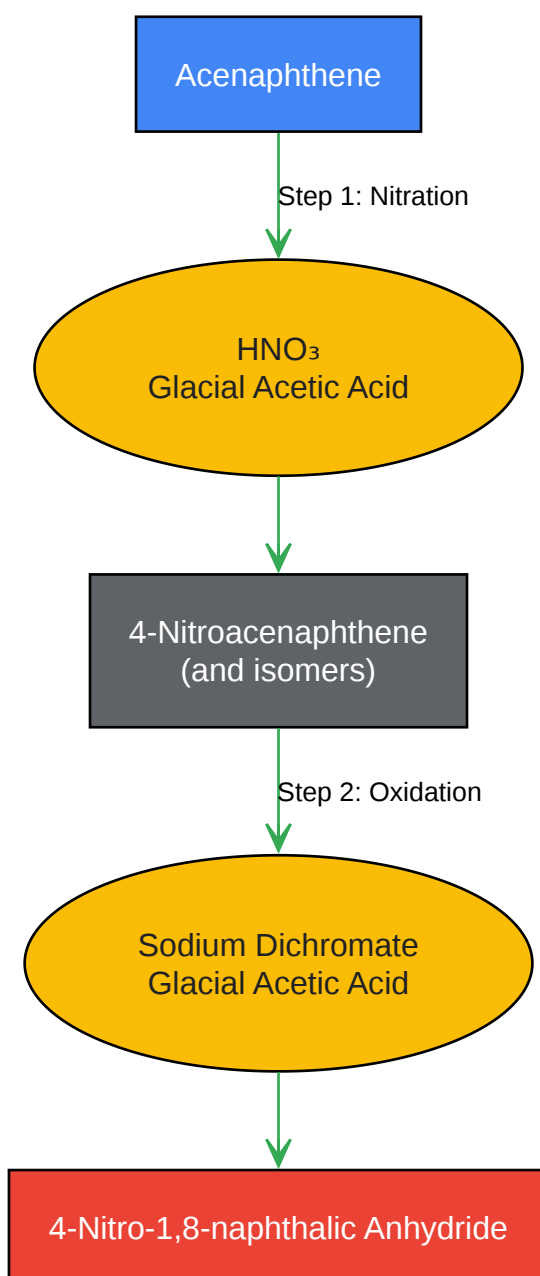 Acenaphthene
Step 1: Nitration
HNO₃
Glacial Acetic Acid
4-Nitroacenaphthene
(and isomers)
Step 2: Oxidation
Sodium Dichromate
Glacial Acetic Acid
4-Nitro-1,8-naphthalic Anhydride